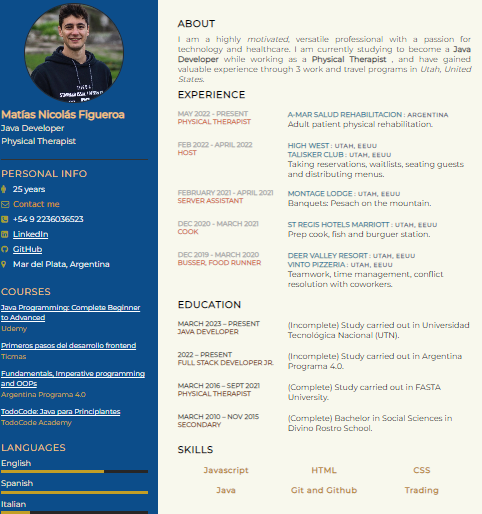 Matías Nicolás Figueroa
Java Developer
Physical Therapist
PERSONAL INFO
25 years
Contact me
+54 9 2236036523
LinkedIn
GitHub
Mar del Plata, Argentina
COURSES
Java Programming: Complete Beginner
to Advanced
Udemy
Primeros pasos del desarrollo frontend
Ticmas
Fundamentals, Imperative programming
and OOPs
Argentina Programa 4.0
TodoCode: Java para Principiantes
TodoCode Academy
LANGUAGES
English
Spanish
Italian
ABOUT
I am a highly motivated, versatile professional with a passion for
technology and healthcare. I am currently studying to become a Java
Developer while working as a Physical Therapist , and have gained
valuable experience through 3 work and travel programs in Utah, United
States.
EXPERIENCE
MAY 2022 - PRESENT
PHYSICAL THERAPIST
A-MAR SALUD REHABILITACION : ARGENTINA
Adult patient physical rehabilitation.
FEB 2022 - APRIL 2022
HOST
HIGH WEST : UTAH, EEUU
TALISKER CLUB : UTAH, EEUU
Taking reservations, waitlists, seating guests
and distributing menus.
FEBRUARY 2021 - APRIL 2021
SERVER ASSISTANT
MONTAGE LODGE : UTAH, EEUU
Banquets: Pesach on the mountain.
DEC 2020 - MARCH 2021
COOK
ST REGIS HOTELS MARRIOTT : UTAH, EEUU
Prep cook, fish and burguer station.
DEC 2019 - MARCH 2020
BUSSER, FOOD RUNNER
DEER VALLEY RESORT : UTAH, EEUU
VINTO PIZZERIA : UTAH, EEUU
Teamwork, time management, conflict
resolution with coworkers.
EDUCATION
MARCH 2023 – PRESENT
JAVA DEVELOPER
(Incomplete) Study carried out in Universidad
Tecnológica Nacional (UTN).
2022 – PRESENT
FULL STACK DEVELOPER JR.
(Incomplete) Study carried out in Argentina
Programa 4.0.
MARCH 2016 – SEPT 2021
PHYSICAL THERAPIST
(Complete) Study carried out in FASTA
University.
MARCH 2010 – NOV 2015
SECONDARY
(Complete) Bachelor in Social Sciences in
Divino Rostro School.
SKILLS
Javascript HTML CSS
Java Git and Github Trading